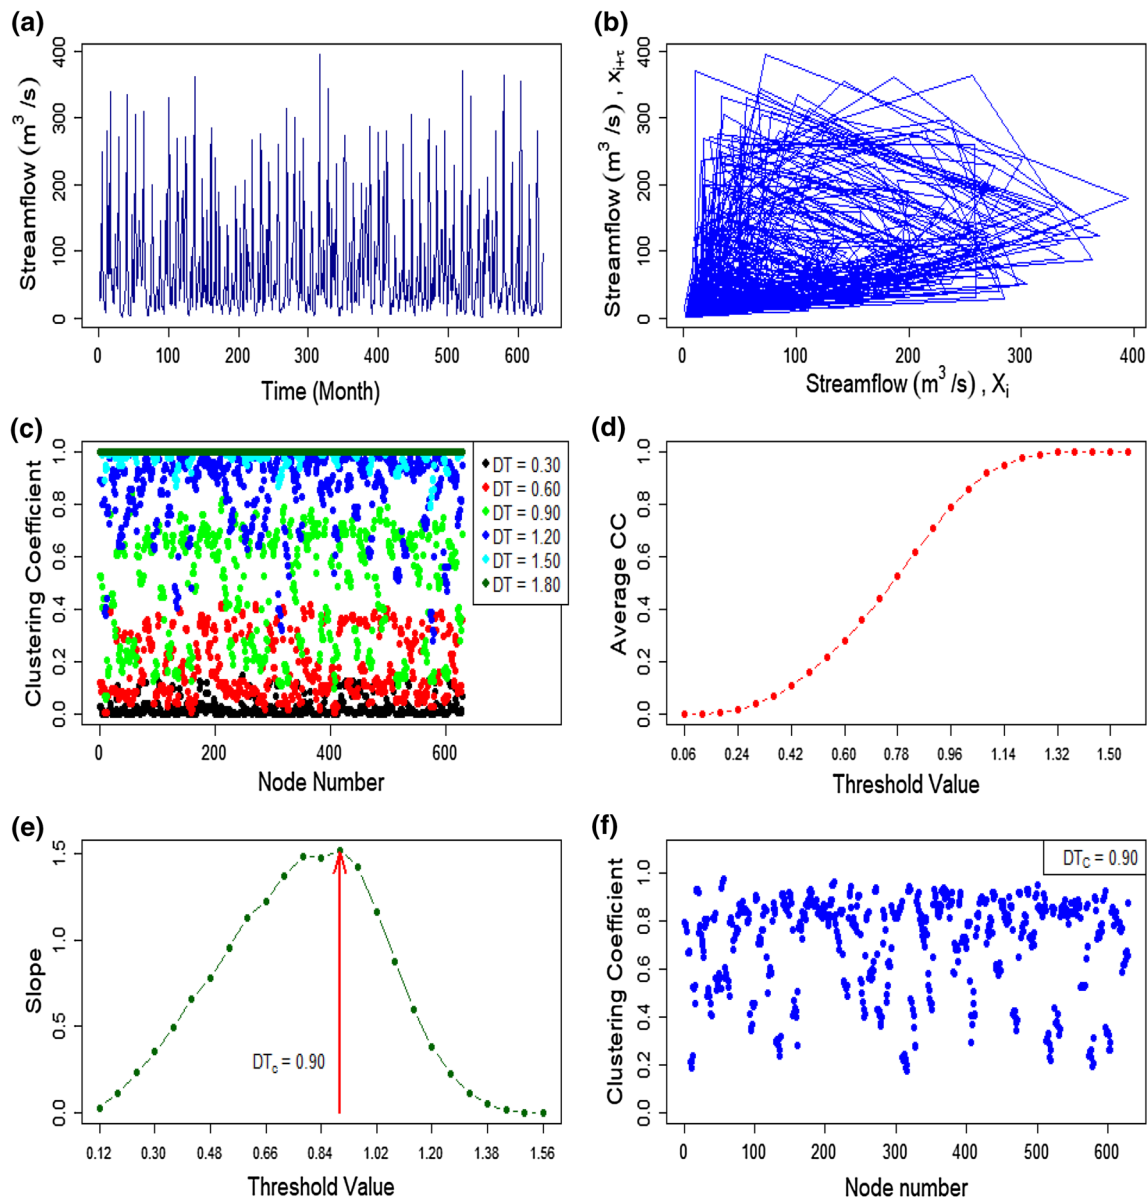 (a)
400
300
200
100
0
Streamflow (m³ /s)
0 100 200 300 400 500 600
Time (Month)
(b)
400
300
200
100
0
Streamflow (m³ /s) , x_{i+τ}
0 100 200 300 400
Streamflow (m³ /s) , X_i
(c)
1.0
0.8
0.6
0.4
0.2
0.0
Clustering Coefficient
DT = 0.30
DT = 0.60
DT = 0.90
DT = 1.20
DT = 1.50
DT = 1.80
0 200 400 600
Node Number
(d)
1.0
0.8
0.6
0.4
0.2
0.0
Average CC
0.06 0.24 0.42 0.60 0.78 0.96 1.14 1.32 1.50
Threshold Value
(e)
1.5
1.0
0.5
0.0
Slope
DT_c = 0.90
0.12 0.30 0.48 0.66 0.84 1.02 1.20 1.38 1.56
Threshold Value
(f)
DT_C = 0.90
1.0
0.8
0.6
0.4
0.2
0.0
Clustering Coefficient
0 100 200 300 400 500 600
Node number